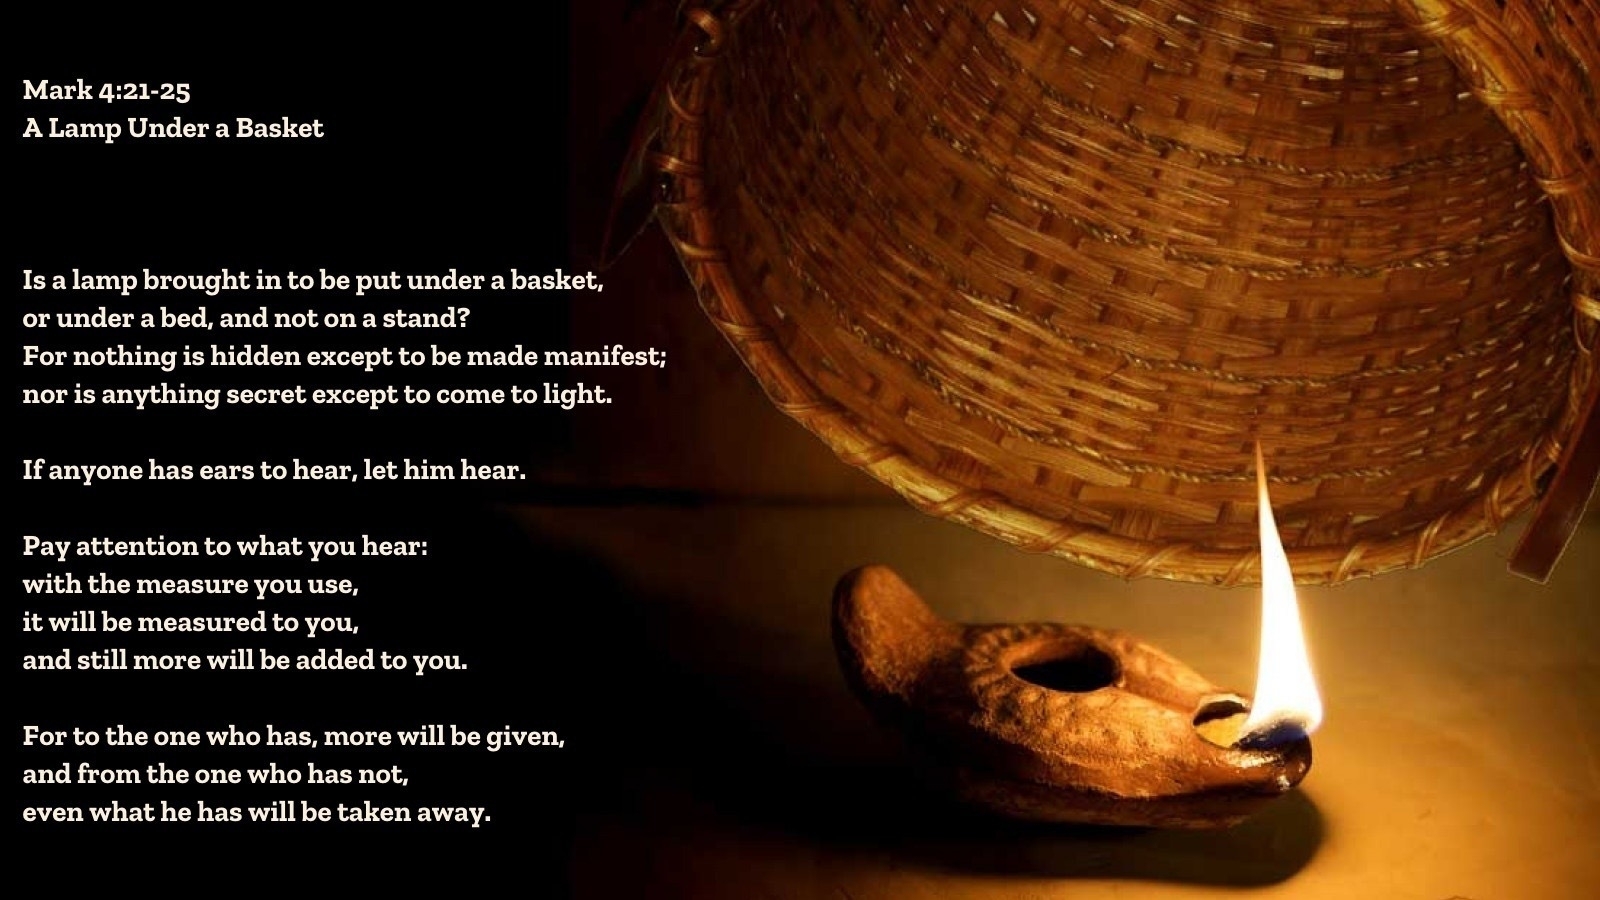 Mark 4:21-25
A Lamp Under a Basket
Is a lamp brought in to be put under a basket,
or under a bed, and not on a stand?
For nothing is hidden except to be made manifest;
nor is anything secret except to come to light.
If anyone has ears to hear, let him hear.
Pay attention to what you hear:
with the measure you use,
it will be measured to you,
and still more will be added to you.
For to the one who has, more will be given,
and from the one who has not,
even what he has will be taken away.